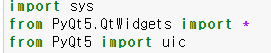 import sys
from PyQt5.QtWidgets import *
from PyQt5 import uic